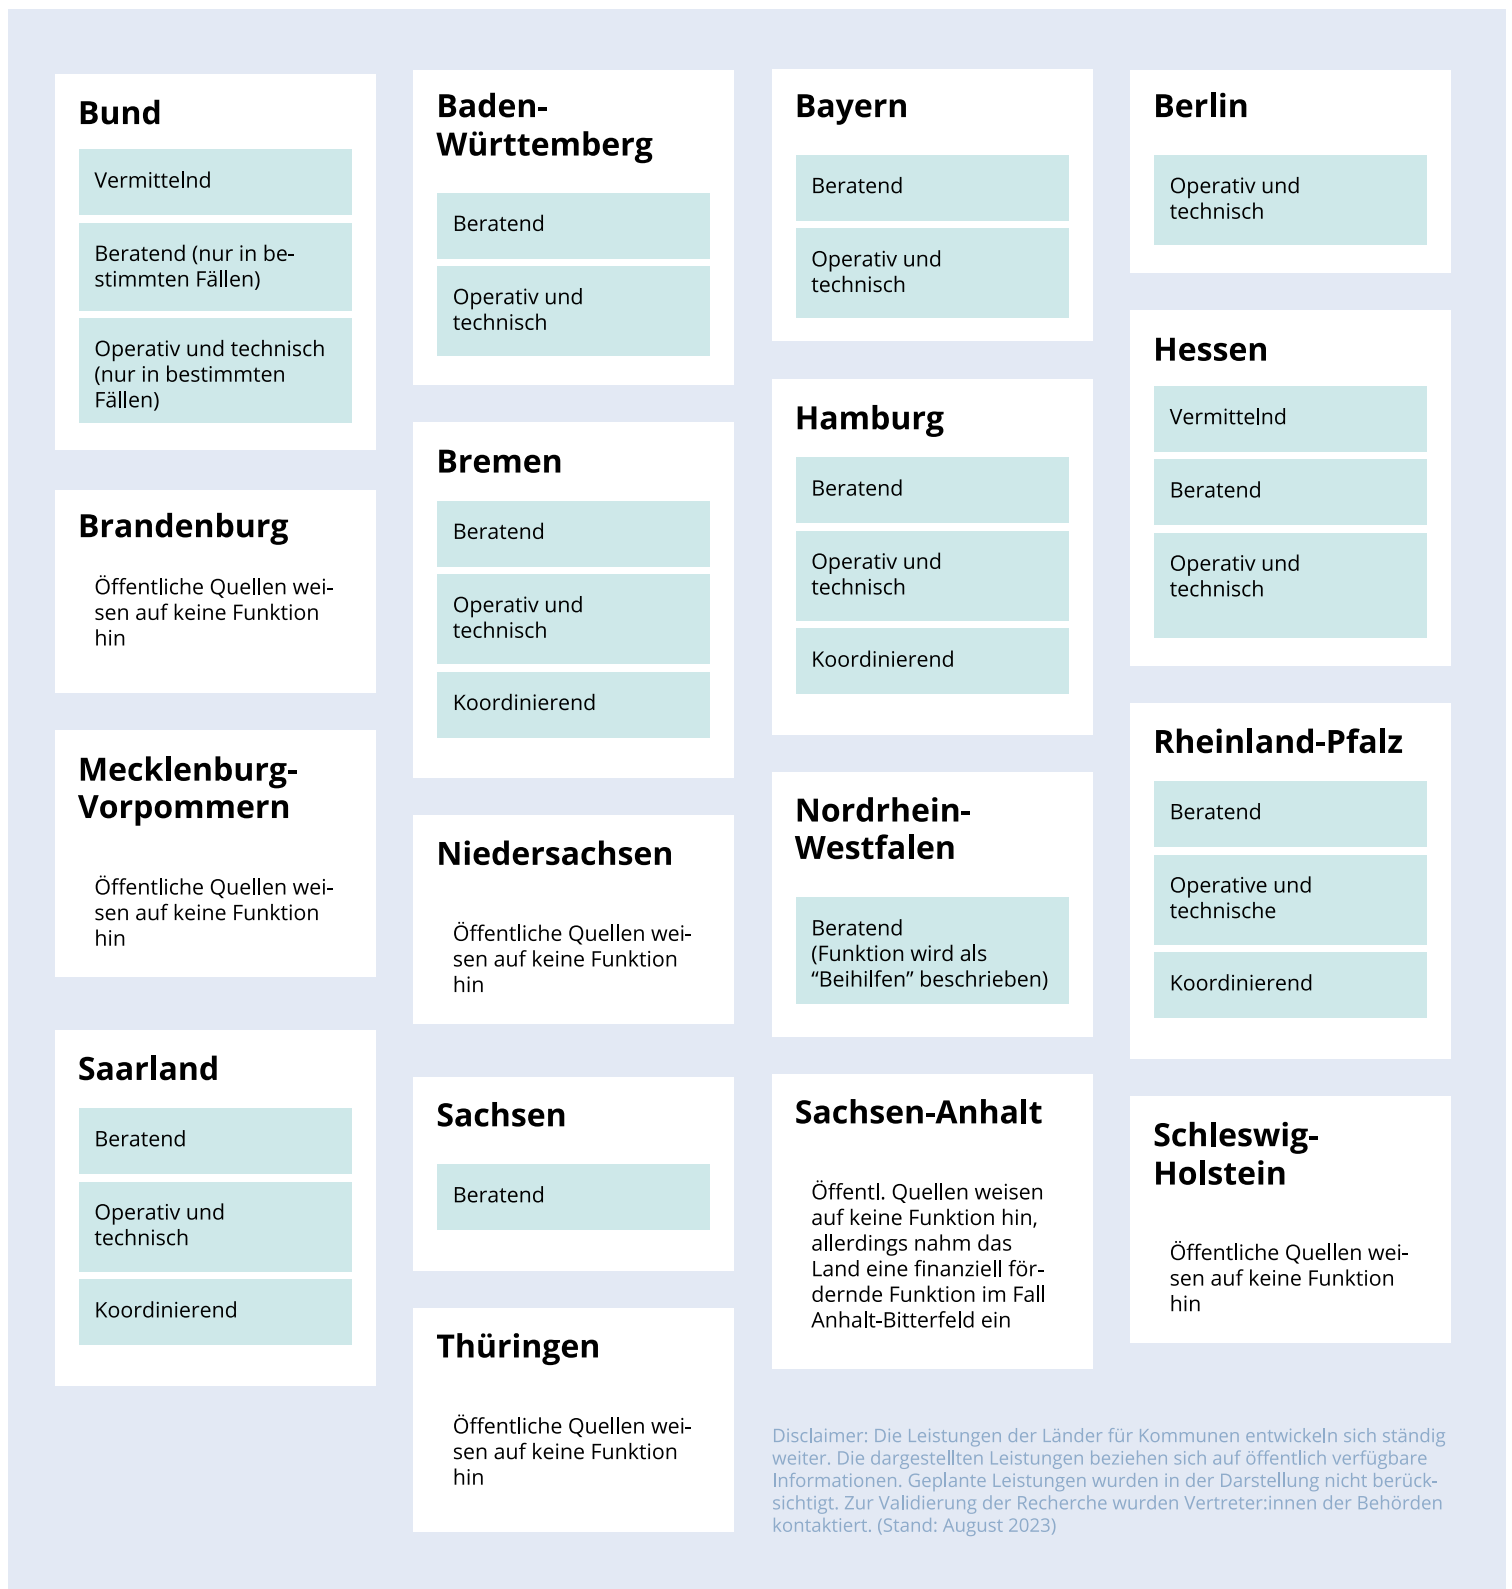 Bund
Vermittelnd
Beratend (nur in be-
stimmten Fällen)
Operativ und technisch
(nur in bestimmten
Fällen)
Baden-
Württemberg
Beratend
Operativ und
technisch
Bayern
Beratend
Operativ und
technisch
Berlin
Operativ und
technisch
Brandenburg
Öffentliche Quellen wei-
sen auf keine Funktion
hin
Bremen
Beratend
Operativ und
technisch
Koordinierend
Hamburg
Beratend
Operativ und
technisch
Koordinierend
Hessen
Vermittelnd
Beratend
Operativ und
technisch
Mecklenburg-
Vorpommern
Öffentliche Quellen wei-
sen auf keine Funktion
hin
Niedersachsen
Öffentliche Quellen wei-
sen auf keine Funktion
hin
Nordrhein-
Westfalen
Beratend
(Funktion wird als
“Beihilfen” beschrieben)
Rheinland-Pfalz
Beratend
Operative und
technische
Koordinierend
Saarland
Beratend
Operativ und
technisch
Koordinierend
Sachsen
Beratend
Sachsen-Anhalt
Öffentl. Quellen weisen
auf keine Funktion hin,
allerdings nahm das
Land eine finanziell för-
dernde Funktion im Fall
Anhalt-Bitterfeld ein
Schleswig-
Holstein
Öffentliche Quellen wei-
sen auf keine Funktion
hin
Thüringen
Öffentliche Quellen wei-
sen auf keine Funktion
hin
Disclaimer: Die Leistungen der Länder für Kommunen entwickeln sich ständig
weiter. Die dargestellten Leistungen beziehen sich auf öffentlich verfügbare
Informationen. Geplante Leistungen wurden in der Darstellung nicht berück-
sichtigt. Zur Validierung der Recherche wurden Vertreter:innen der Behörden
kontaktiert. (Stand: August 2023)